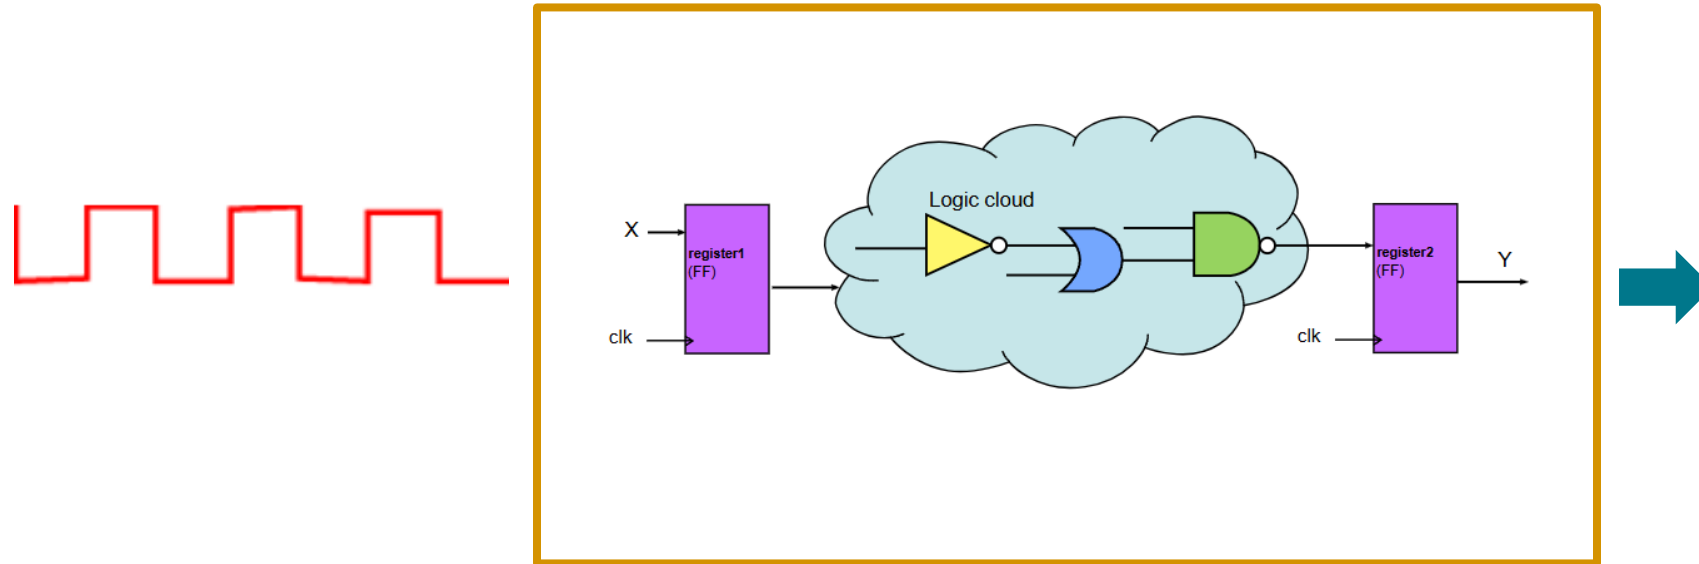 Logic cloud
X
register1
(FF)
clk
register2
(FF)
Y
clk